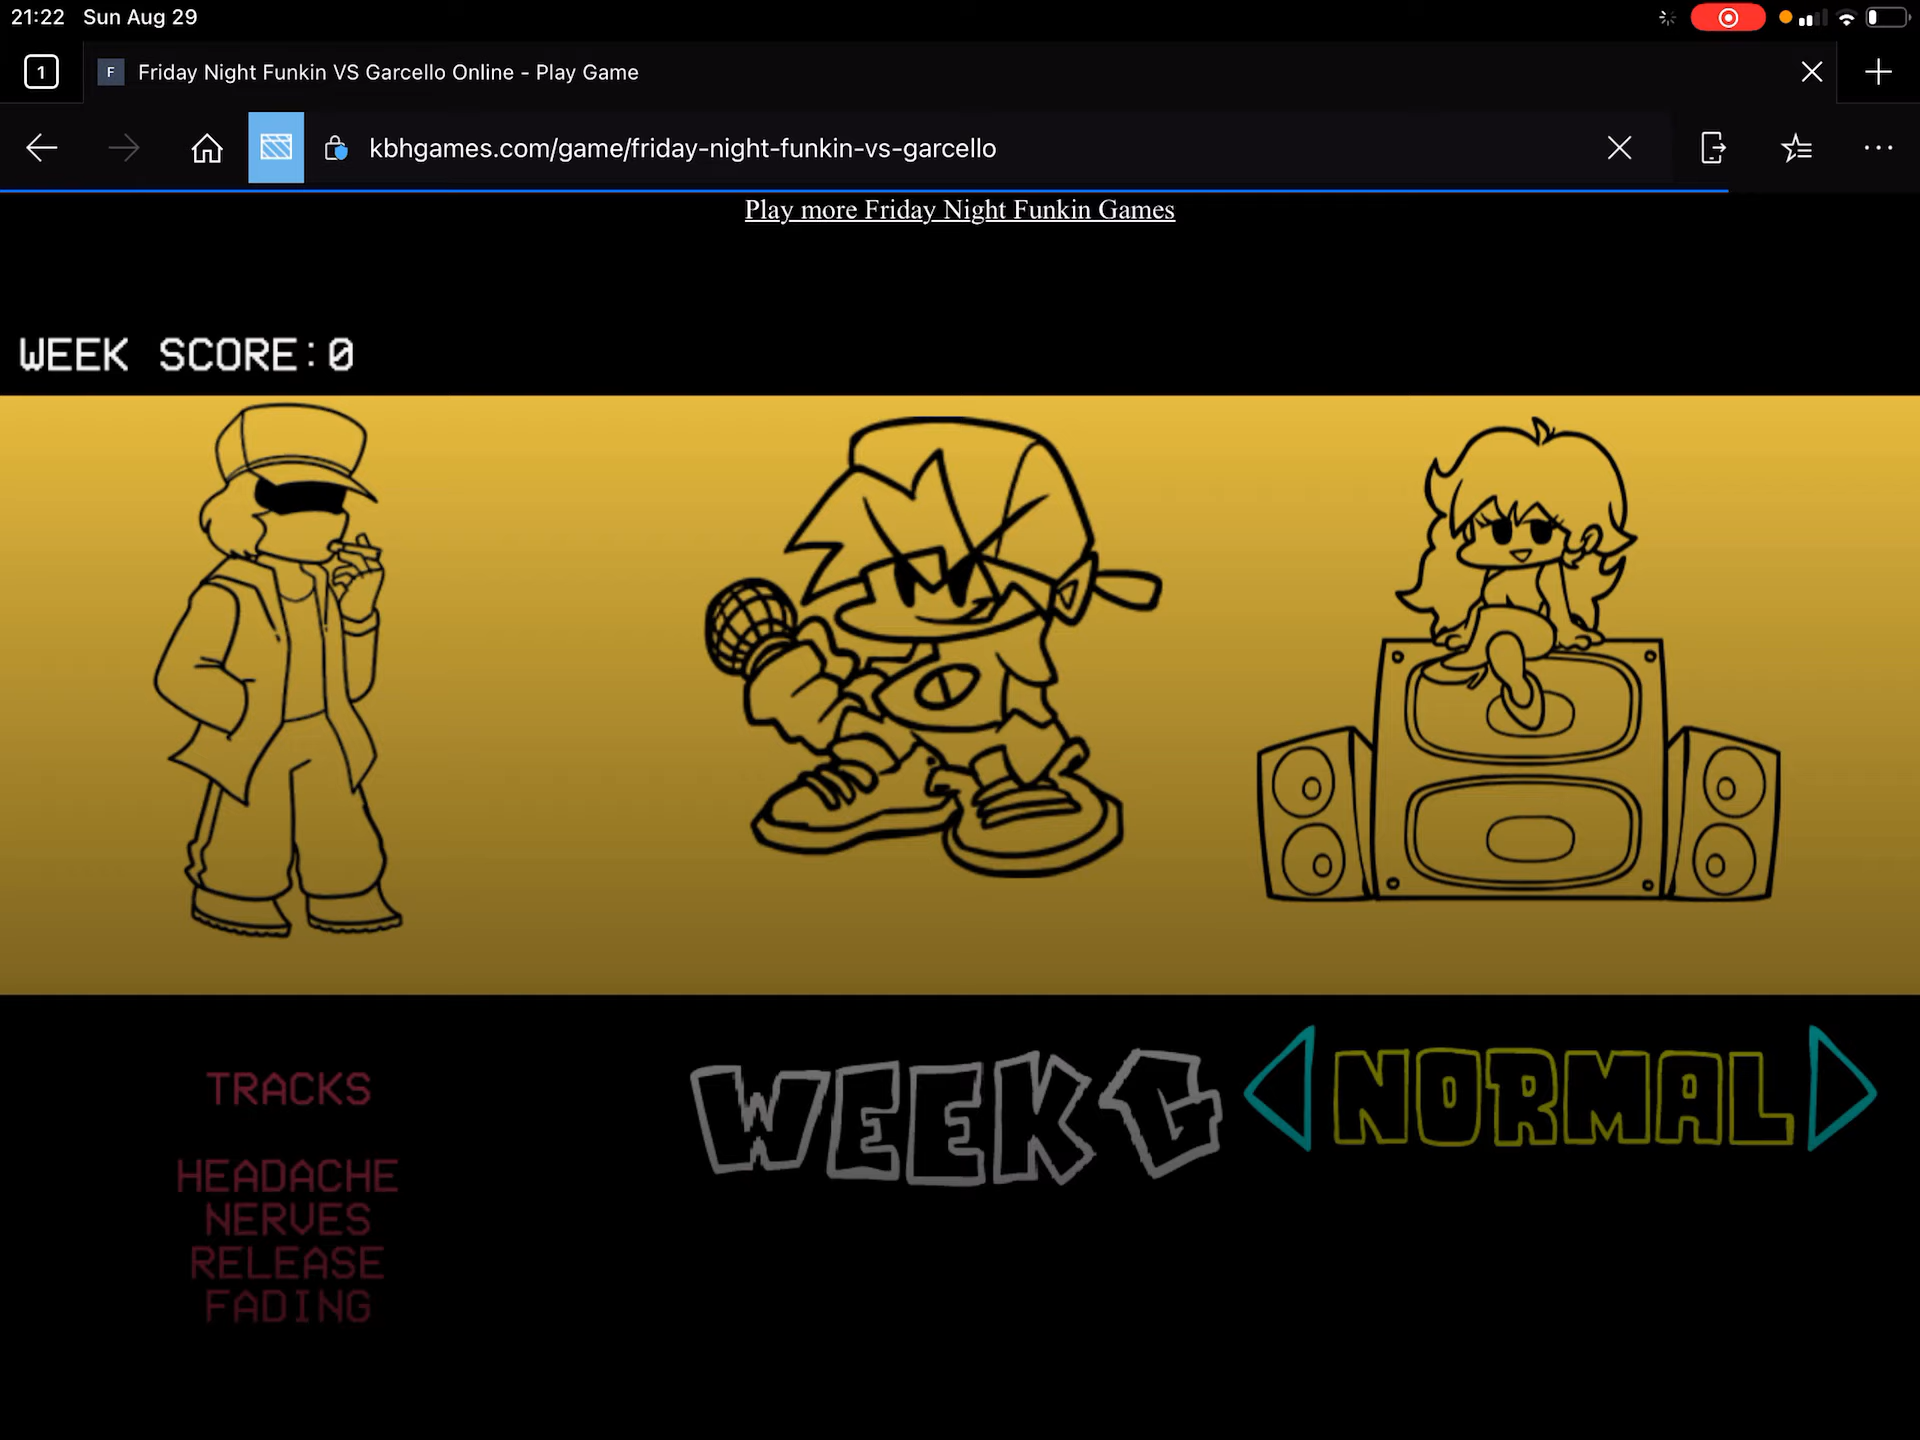 21:22 Sun Aug 29
1
F Friday Night Funkin VS Garcello Online - Play Game
kbhgames.com/game/friday-night-funkin-vs-garcello
Play more Friday Night Funkin Games
WEEK SCORE:0
WEEK G
NORMAL
TRACKS
HEADACHE
NERVES
RELEASE
FADING